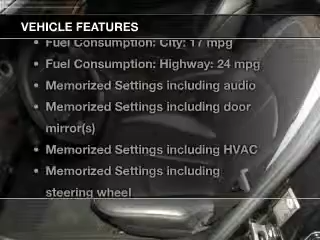 VEHICLE FEATURES
• Fuel Consumption: City: 17 mpg
• Fuel Consumption: Highway: 24 mpg
• Memorized Settings including audio
• Memorized Settings including door
mirror(s)
• Memorized Settings including HVAC
• Memorized Settings including
steering wheel